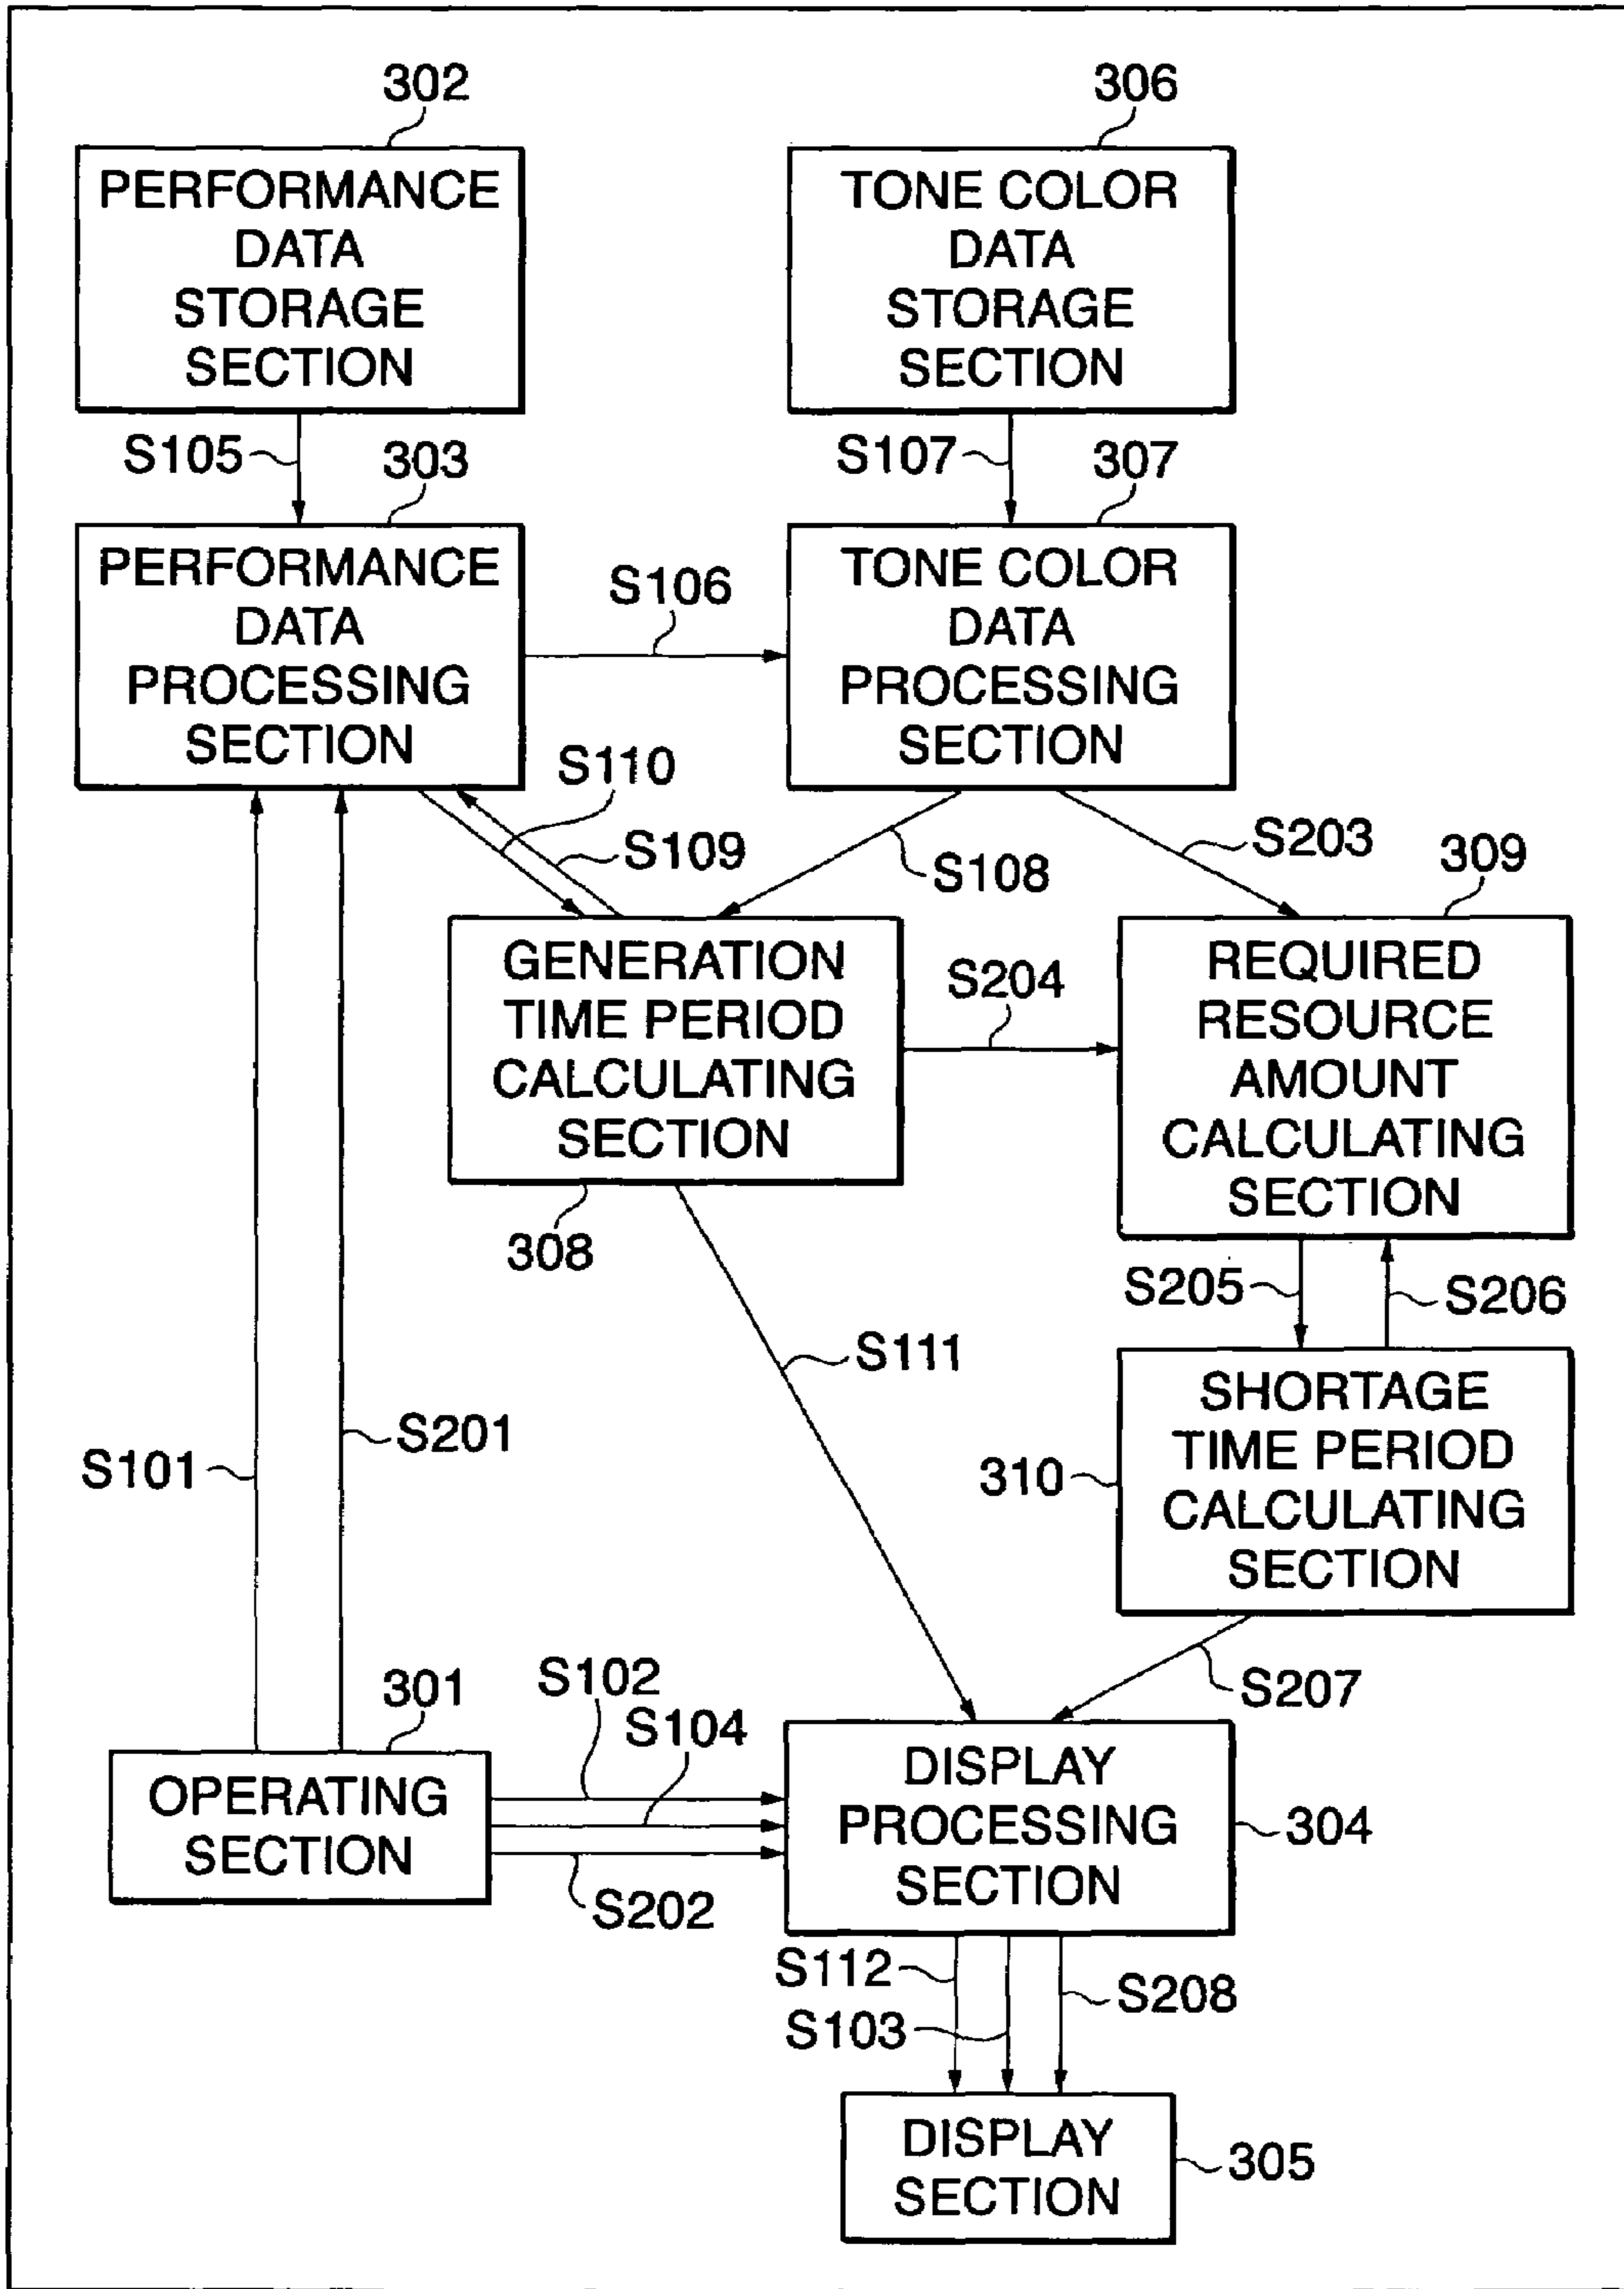 302
306
PERFORMANCE
DATA
STORAGE
SECTION
TONE COLOR
DATA
STORAGE
SECTION
S105
303
S107
307
PERFORMANCE
DATA
PROCESSING
SECTION
S106
TONE COLOR
DATA
PROCESSING
SECTION
S110
S109
S108
S203
309
GENERATION
TIME PERIOD
CALCULATING
SECTION
308
S204
REQUIRED
RESOURCE
AMOUNT
CALCULATING
SECTION
S205
S206
S111
SHORTAGE
TIME PERIOD
CALCULATING
SECTION
310
S101
S201
S207
301
S102
S104
OPERATING
SECTION
S202
DISPLAY
PROCESSING
SECTION
304
S112
S103
S208
DISPLAY
SECTION
305